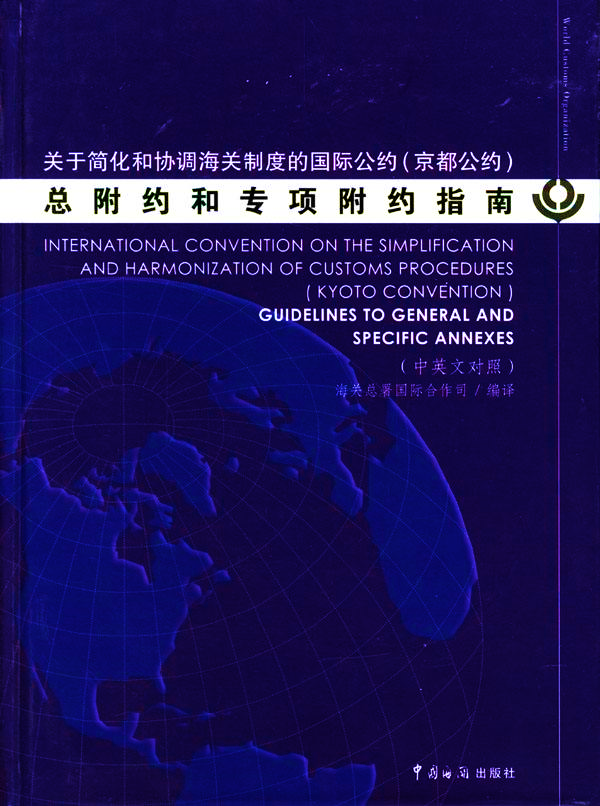 World Customs Organization
关于简化和协调海关制度的国际公约(京都公约)
总附约和专项附约指南
INTERNATIONAL CONVENTION ON THE SIMPLIFICATION
AND HARMONIZATION OF CUSTOMS PROCEDURES
(KYOTO CONVENTION)
GUIDELINES TO GENERAL AND
SPECIFIC ANNEXES
(中英文对照)
海关总署国际合作司 / 编译
中国海关出版社